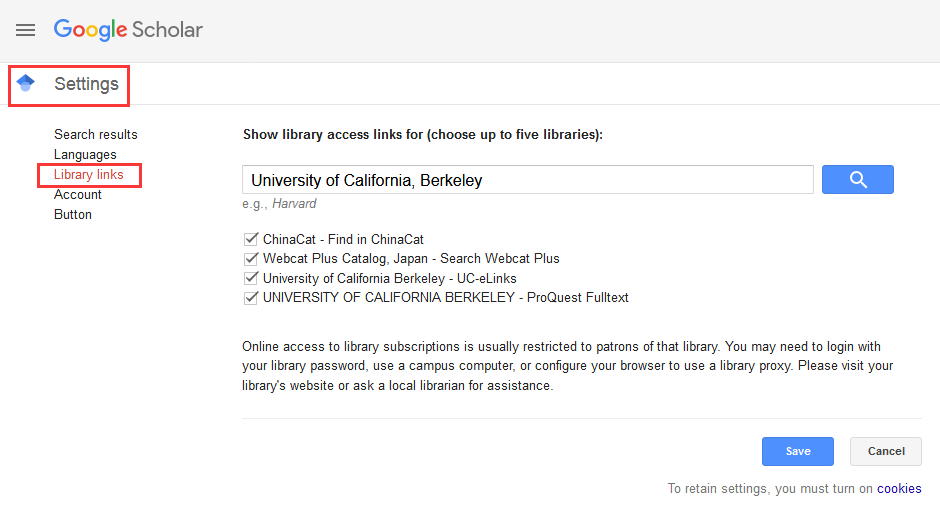 Google Scholar
Settings
Search results
Languages
Library links
Account
Button
Show library access links for (choose up to five libraries):
University of California, Berkeley
e.g., Harvard
ChinaCat - Find in ChinaCat
Webcat Plus Catalog, Japan - Search Webcat Plus
University of California Berkeley - UC-eLinks
UNIVERSITY OF CALIFORNIA BERKELEY - ProQuest Fulltext
Online access to library subscriptions is usually restricted to patrons of that library. You may need to login with
your library password, use a campus computer, or configure your browser to use a library proxy. Please visit your
library's website or ask a local librarian for assistance.
Save
Cancel
To retain settings, you must turn on cookies